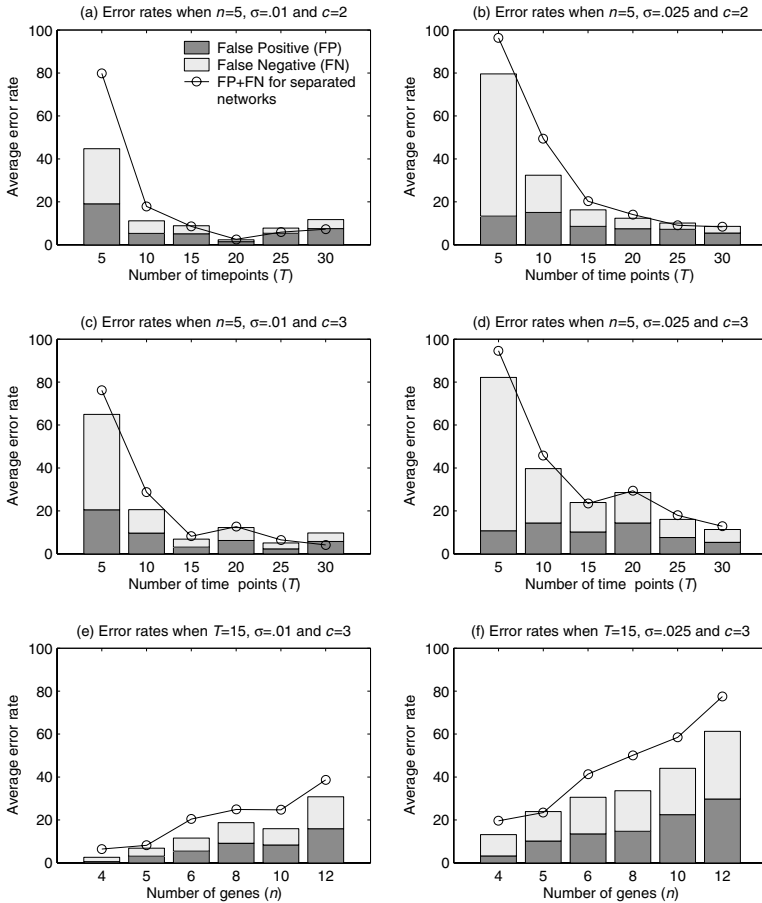 (a) Error rates when n=5, σ=.01 and c=2
100
80
60
40
20
0
Average error rate
False Positive (FP)
False Negative (FN)
FP+FN for separated
networks
5 10 15 20 25 30
Number of timepoints (T)
(b) Error rates when n=5, σ=.025 and c=2
100
80
60
40
20
0
Average error rate
5 10 15 20 25 30
Number of time points (T)
(c) Error rates when n=5, σ=.01 and c=3
100
80
60
40
20
0
Average error rate
5 10 15 20 25 30
Number of time points (T)
(d) Error rates when n=5, σ=.025 and c=3
100
80
60
40
20
0
Average error rate
5 10 15 20 25 30
Number of time points (T)
(e) Error rates when T=15, σ=.01 and c=3
100
80
60
40
20
0
Average error rate
4 5 6 8 10 12
Number of genes (n)
(f) Error rates when T=15, σ=.025 and c=3
100
80
60
40
20
0
Average error rate
4 5 6 8 10 12
Number of genes (n)